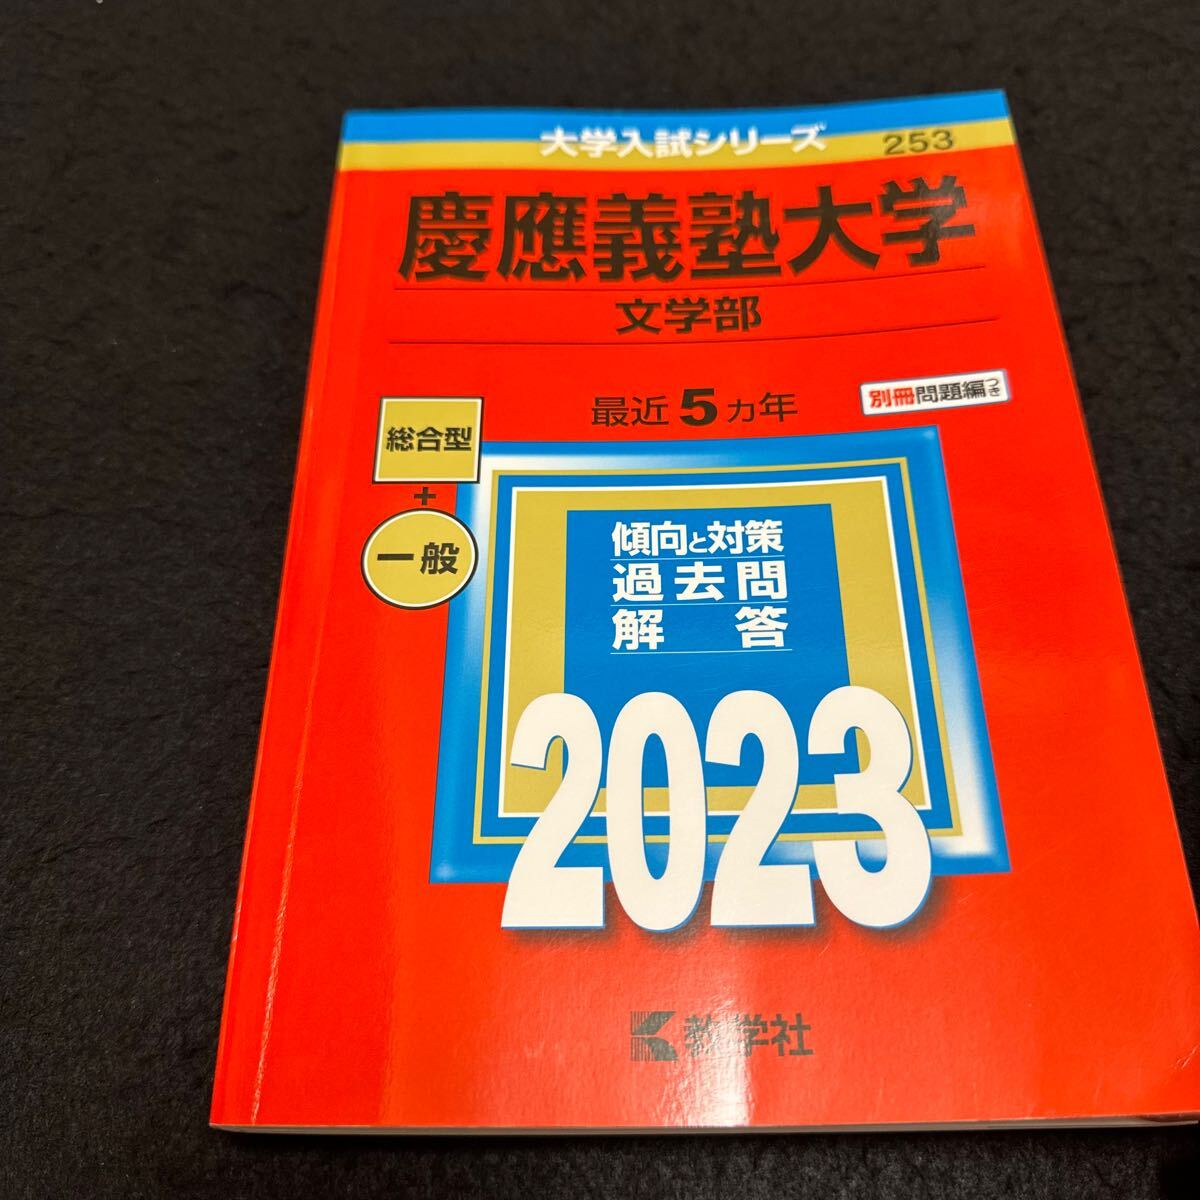 大学入試シリーズ
253
慶應義塾大学
文学部
最近5ヵ年
別冊問題編つき
総合型
+
一般
傾向と対策
過去問
解答
2023
教学社